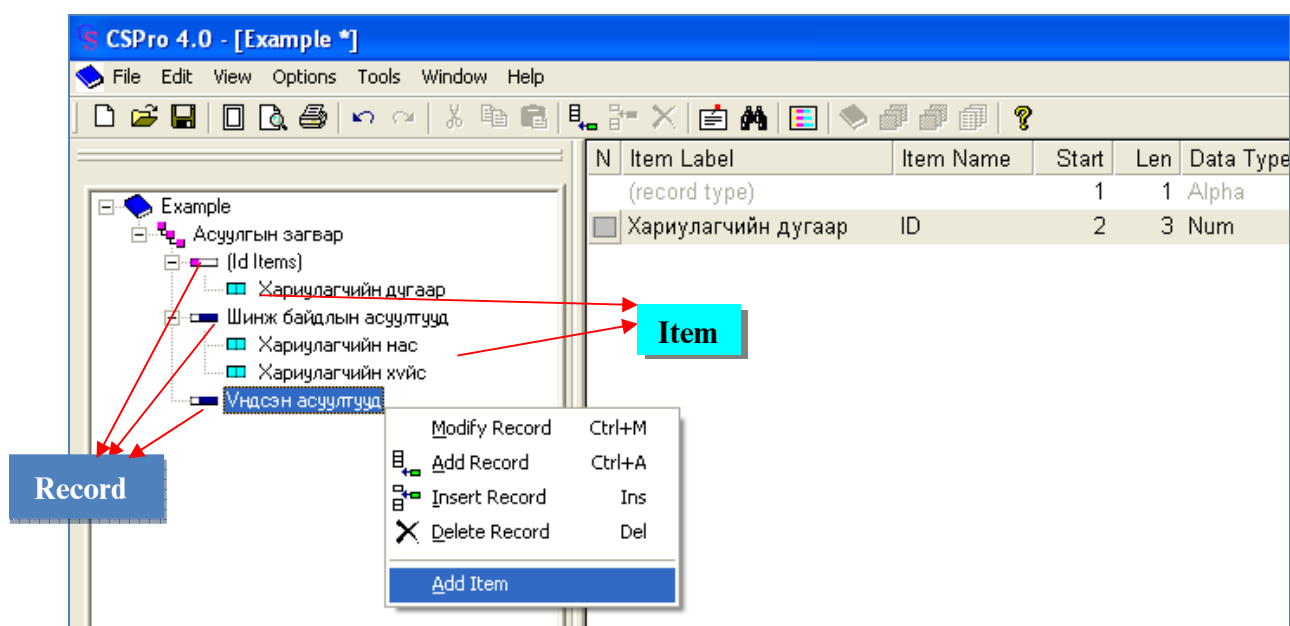 CSPro 4.0 - [Example *]
File Edit View Options Tools Window Help
N Item Label Item Name Start Len Data Type
(record type) 1 1 Alpha
Хариулагчийн дугаар ID 2 3 Num
Example
Асуулгын загвар
(Id Items)
Хариулагчийн дугаар
Шинж байдлын асуултууд
Хариулагчийн нас
Хариулагчийн хүйс
Үндсэн асуултууд
Item
Record
Modify Record Ctrl+M
Add Record Ctrl+A
Insert Record Ins
Delete Record Del
Add Item